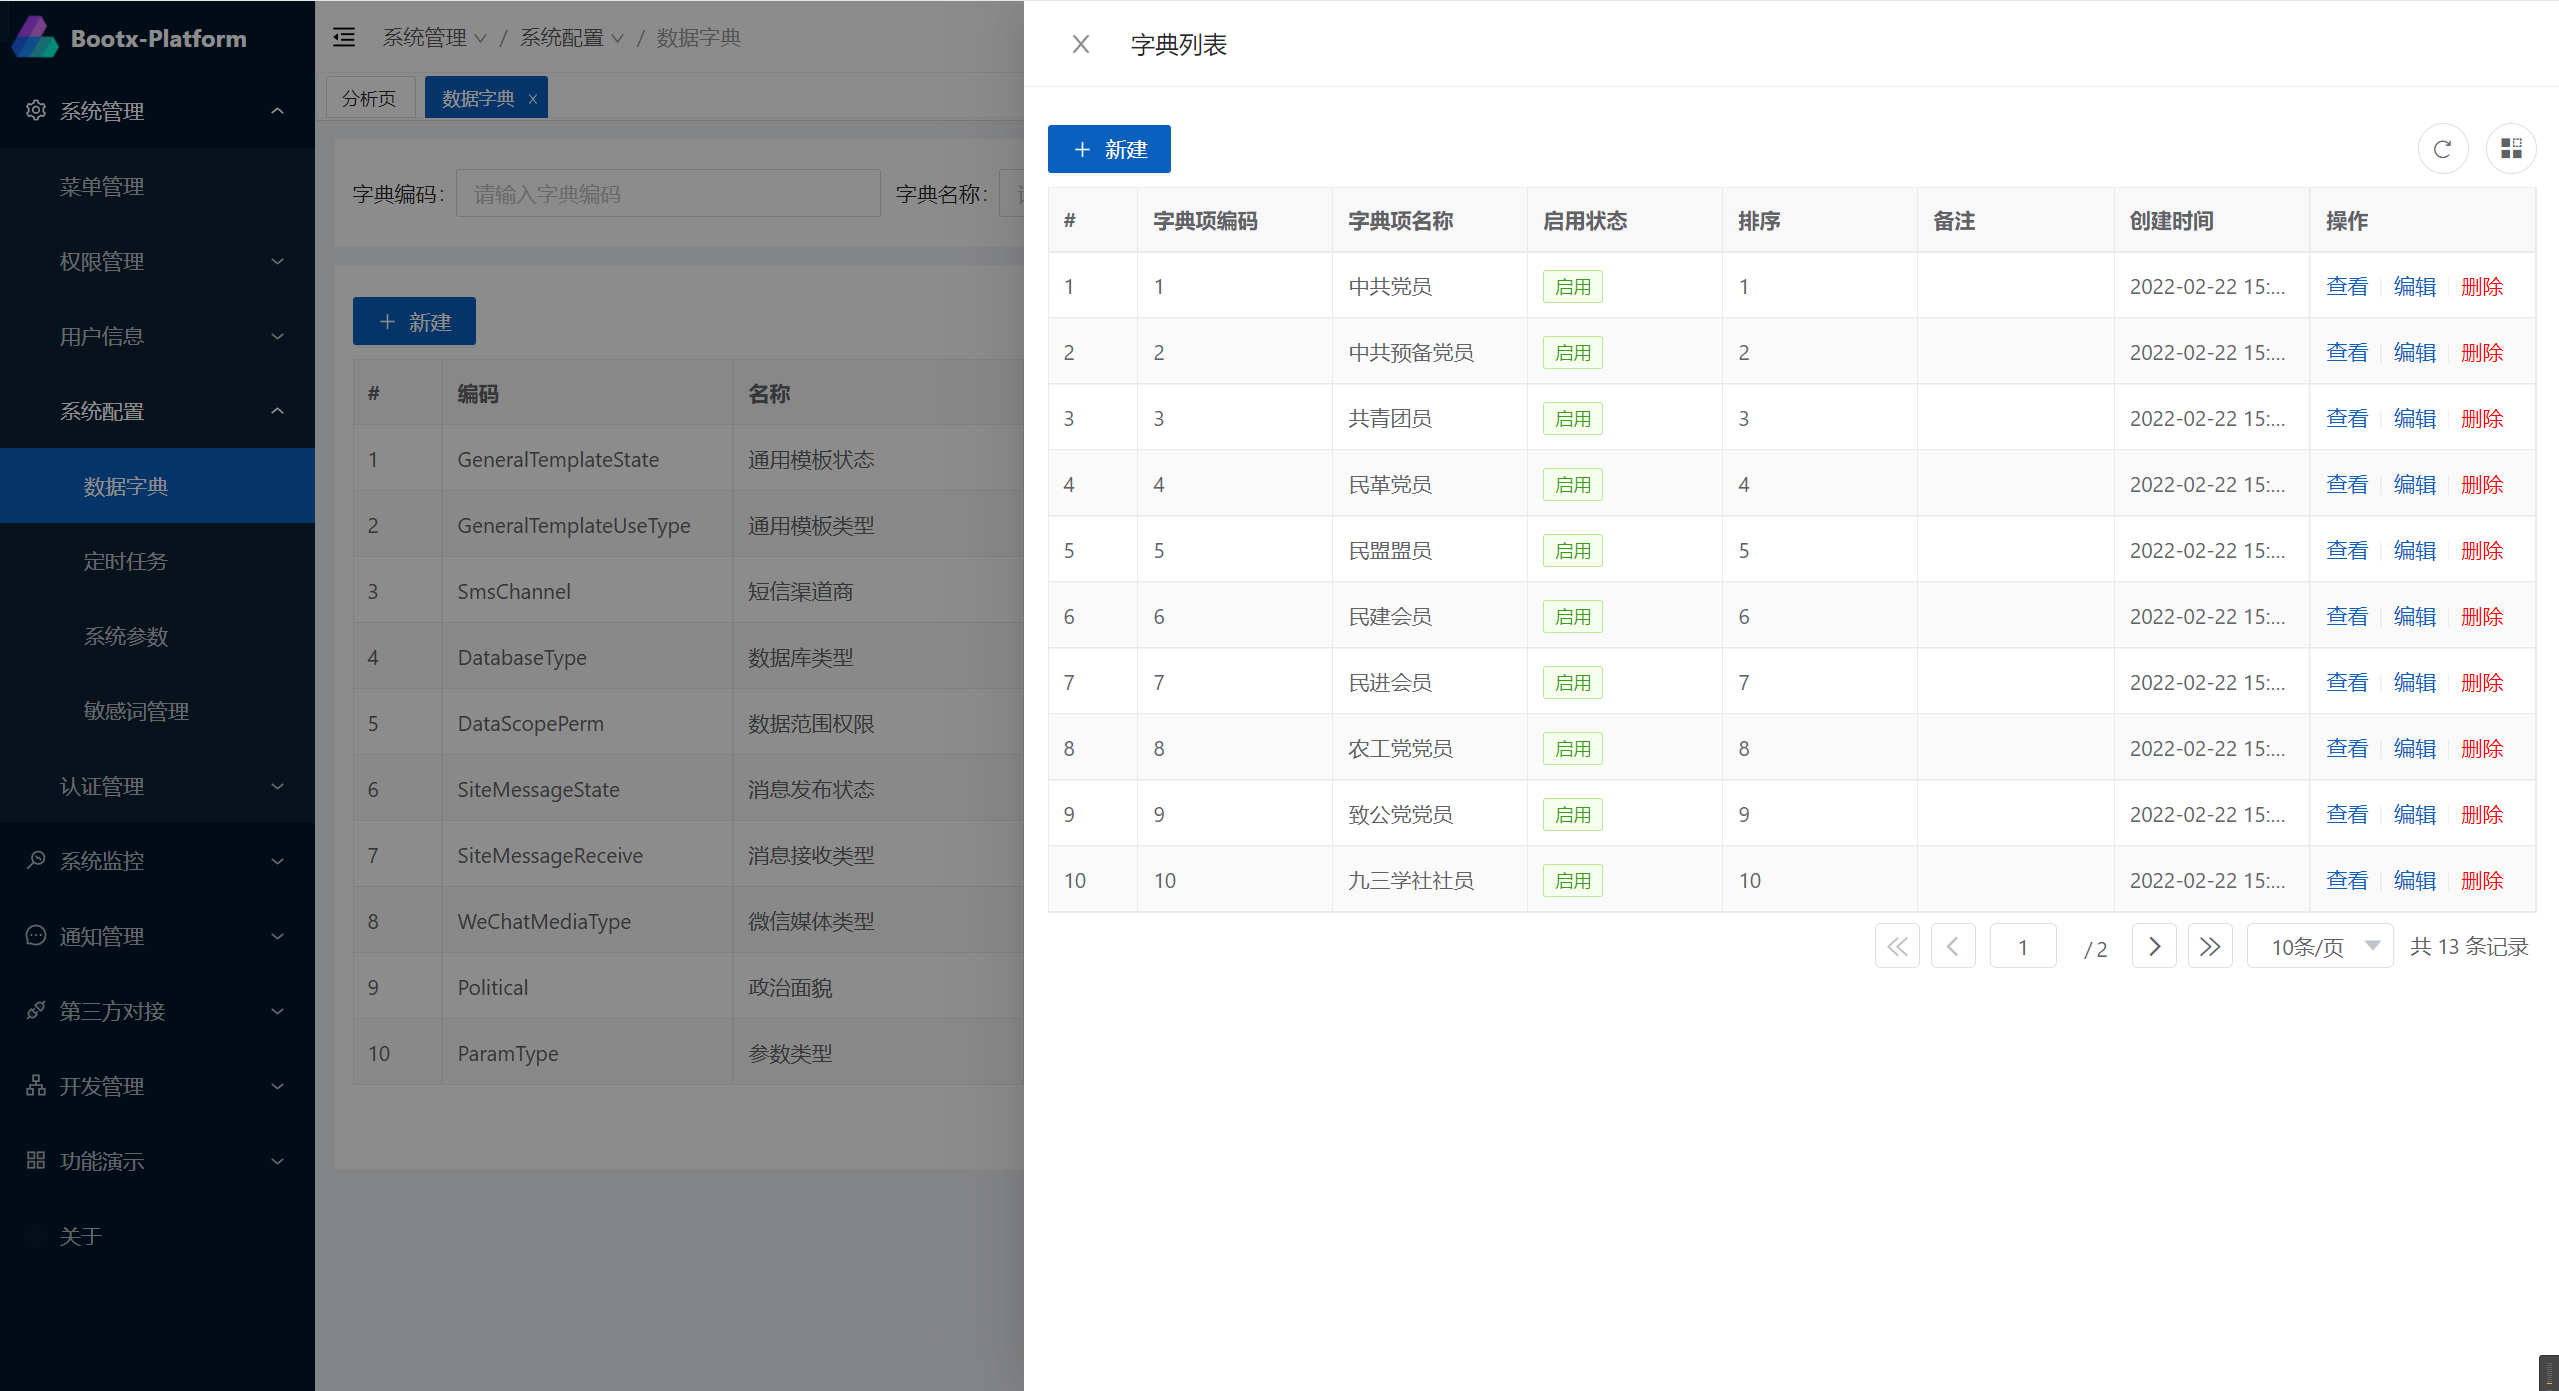 Bootx-Platform
系统管理
菜单管理
权限管理
用户信息
系统配置
数据字典
定时任务
系统参数
敏感词管理
认证管理
系统监控
通知管理
第三方对接
开发管理
功能演示
关于
系统管理 / 系统配置 / 数据字典
分析页 数据字典 x
字典编码: 请输入字典编码 字典名称:
+ 新建
# 编码 名称
1 GeneralTemplateState 通用模板状态
2 GeneralTemplateUseType 通用模板类型
3 SmsChannel 短信渠道商
4 DatabaseType 数据库类型
5 DataScopePerm 数据范围权限
6 SiteMessageState 消息发布状态
7 SiteMessageReceive 消息接收类型
8 WeChatMediaType 微信媒体类型
9 Political 政治面貌
10 ParamType 参数类型
X 字典列表
+ 新建
# 字典项编码 字典项名称 启用状态 排序 备注 创建时间 操作
1 1 中共党员 启用 1 2022-02-22 15:... 查看 编辑 删除
2 2 中共预备党员 启用 2 2022-02-22 15:... 查看 编辑 删除
3 3 共青团员 启用 3 2022-02-22 15:... 查看 编辑 删除
4 4 民革党员 启用 4 2022-02-22 15:... 查看 编辑 删除
5 5 民盟盟员 启用 5 2022-02-22 15:... 查看 编辑 删除
6 6 民建会员 启用 6 2022-02-22 15:... 查看 编辑 删除
7 7 民进会员 启用 7 2022-02-22 15:... 查看 编辑 删除
8 8 农工党党员 启用 8 2022-02-22 15:... 查看 编辑 删除
9 9 致公党党员 启用 9 2022-02-22 15:... 查看 编辑 删除
10 10 九三学社社员 启用 10 2022-02-22 15:... 查看 编辑 删除
1 / 2 10条/页 共 13 条记录